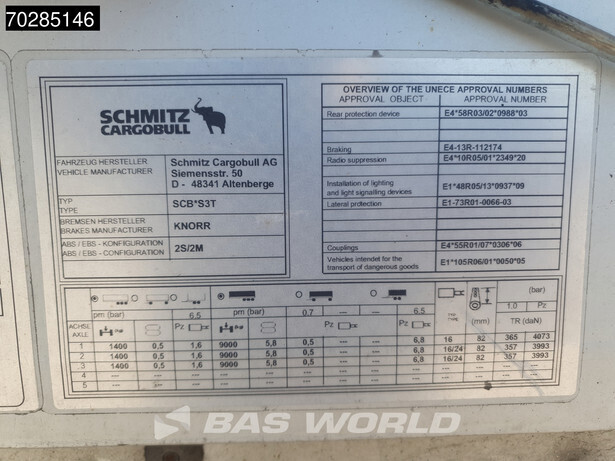 70285146
SCHMITZ
CARGOBULL
FAHRZEUG HERSTELLER
VEHICLE MANUFACTURER
Schmitz Cargobull AG
Siemensstr. 50
D - 48341 Altenberge
TYP
TYPE
SCB*S3T
BREMSEN HERSTELLER
BRAKES MANUFACTURER
KNORR
ABS / EBS - KONFIGURATION
ABS / EBS - CONFIGURATION
2S/2M
OVERVIEW OF THE UNECE APPROVAL NUMBERS
APPROVAL OBJECT APPROVAL NUMBER
Rear protection device E4*58R03/02*0988*03
Braking E4-13R-112174
Radio suppression E4*10R05/01*2349*20
Installation of lighting
and light signalling devices E1*48R05/13*0937*09
Lateral protection E1-73R01-0066-03
Couplings E4*55R01/07*0306*06
Vehicles intended for the
transport of dangerous goods E1*105R06/01*0050*05
pm (bar) 6.5 pm (bar) 0.7 --- --- 6.5 1.0 Pz
ACHSE
AXLE Pz Pz Pz TYP
TYPE (mm) TR (daN)
1 1400 0,5 1,6 9000 5,8 0,5 --- --- 6,8 16 82 365 4073
2 1400 0,5 1,6 9000 5,8 0,5 --- --- 6,8 16/24 82 357 3993
3 1400 0,5 1,6 9000 5,8 0,5 --- --- 6,8 16/24 82 357 3993
4 --- --- --- --- --- --- --- --- --- --- --- --- ---
5 --- --- --- --- --- --- --- --- --- --- --- --- ---
BAS WORLD